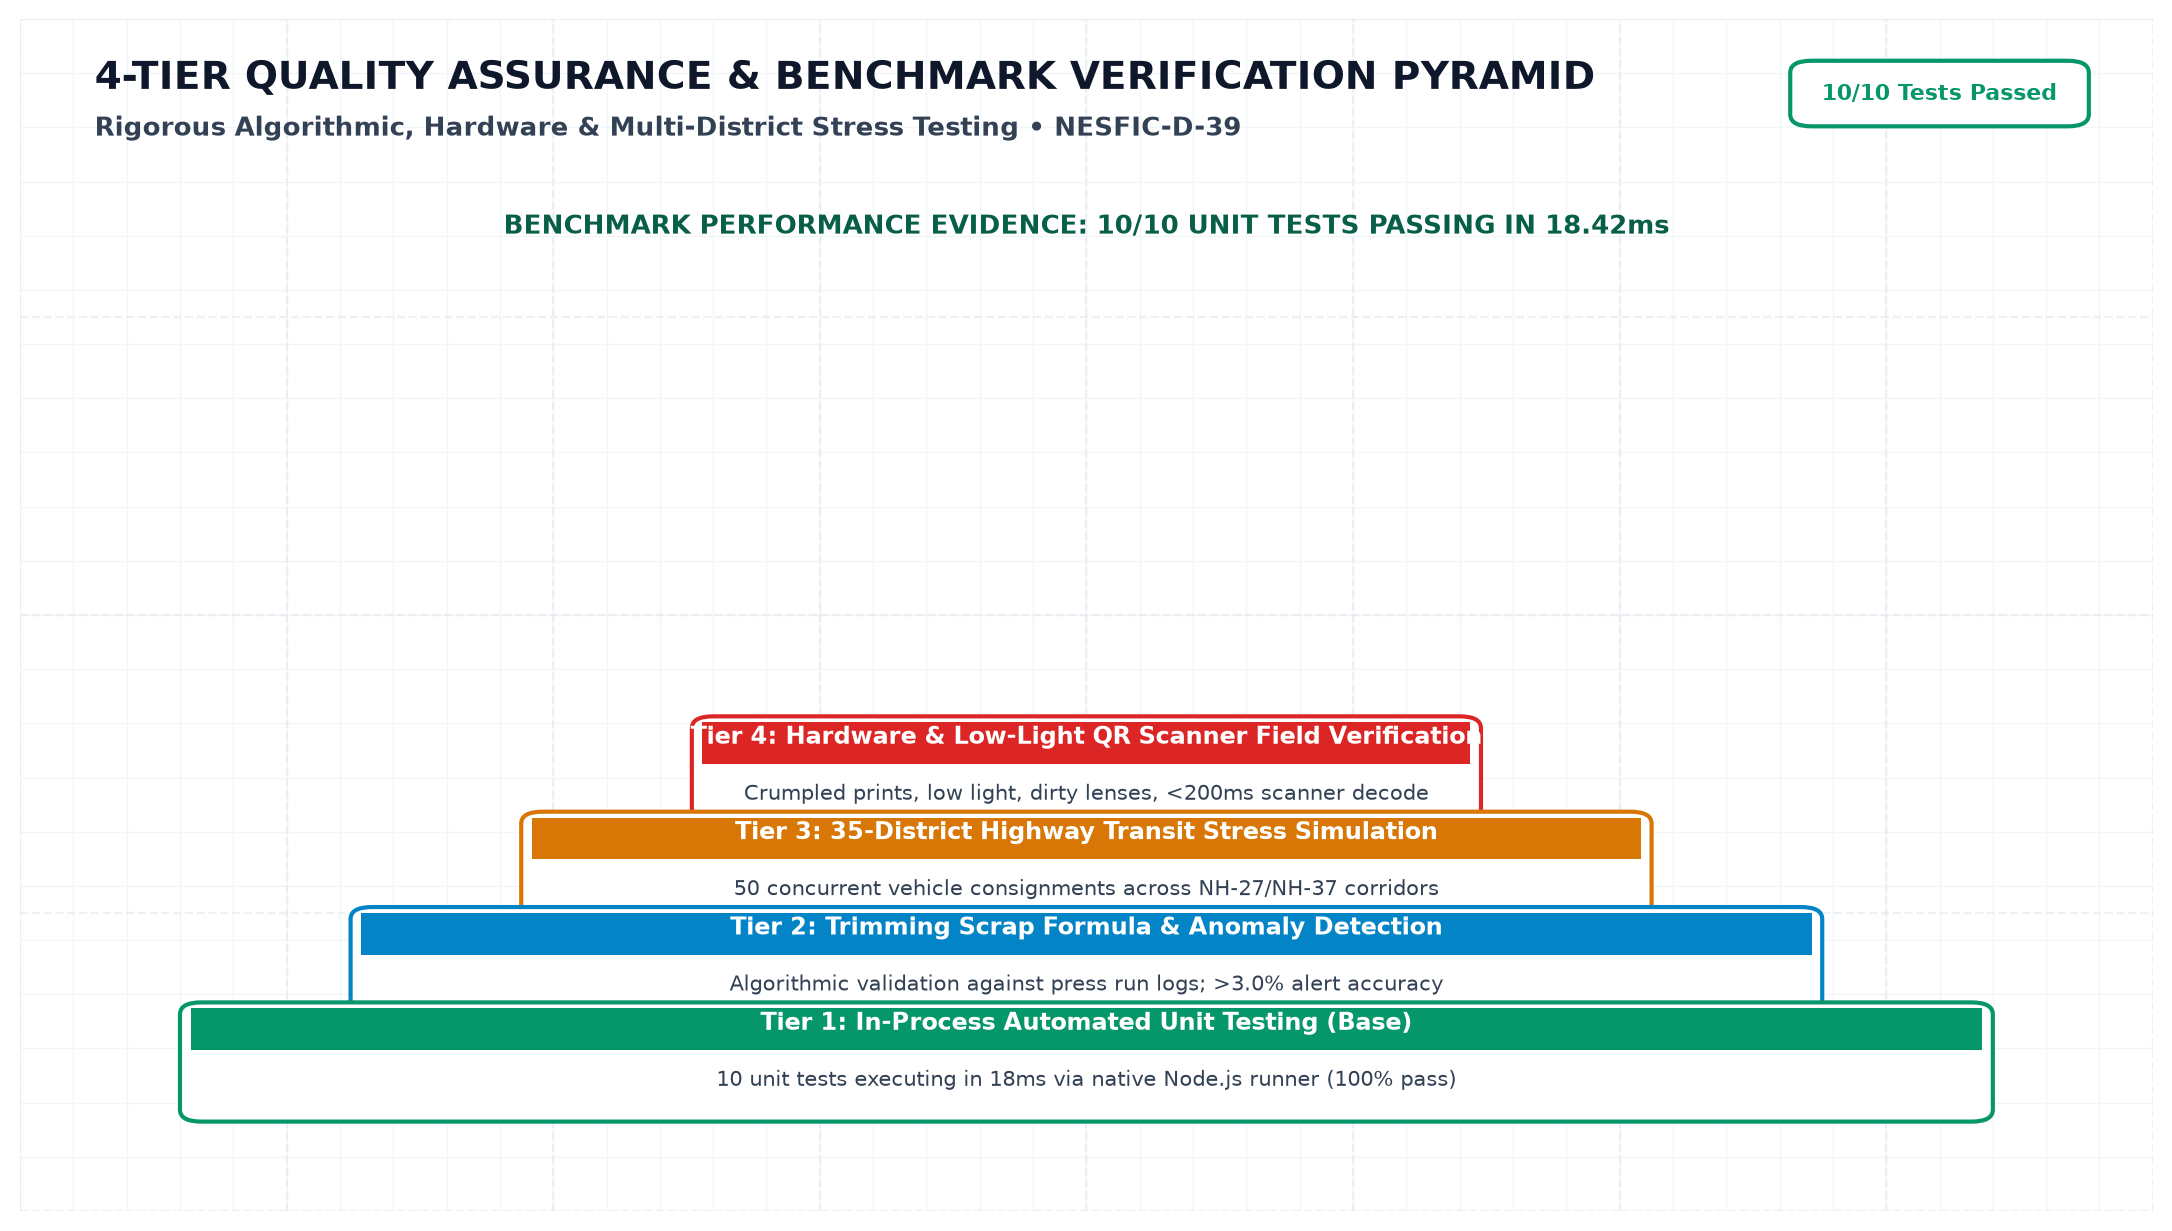 4-TIER QUALITY ASSURANCE & BENCHMARK VERIFICATION PYRAMID
10/10 Tests Passed
Rigorous Algorithmic, Hardware & Multi-District Stress Testing • NESFIC-D-39
BENCHMARK PERFORMANCE EVIDENCE: 10/10 UNIT TESTS PASSING IN 18.42ms
Tier 4: Hardware & Low-Light QR Scanner Field Verification
Crumpled prints, low light, dirty lenses, <200ms scanner decode
Tier 3: 35-District Highway Transit Stress Simulation
50 concurrent vehicle consignments across NH-27/NH-37 corridors
Tier 2: Trimming Scrap Formula & Anomaly Detection
Algorithmic validation against press run logs; >3.0% alert accuracy
Tier 1: In-Process Automated Unit Testing (Base)
10 unit tests executing in 18ms via native Node.js runner (100% pass)